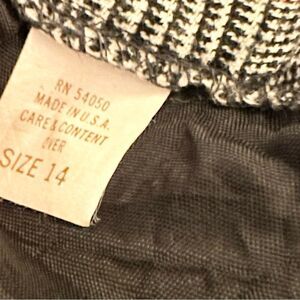 RN 54050
MADE IN U.S.A.
CARE & CONTENT
OVER
SIZE 14